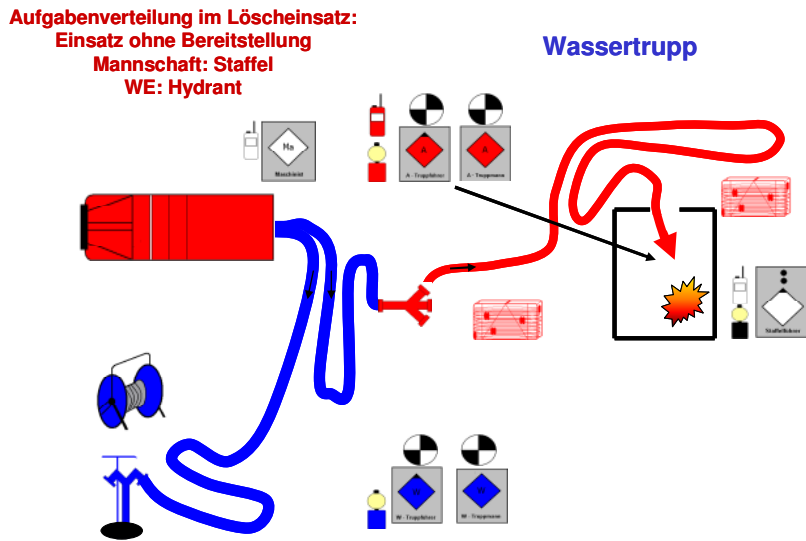 Aufgabenverteilung im Löscheinsatz:
Einsatz ohne Bereitstellung
Mannschaft: Staffel
WE: Hydrant
Wassertrupp
Ma
Maschinist
A
A - Truppführer
A
A - Truppmann
Staffelführer
W
W - Truppführer
W
W - Truppmann